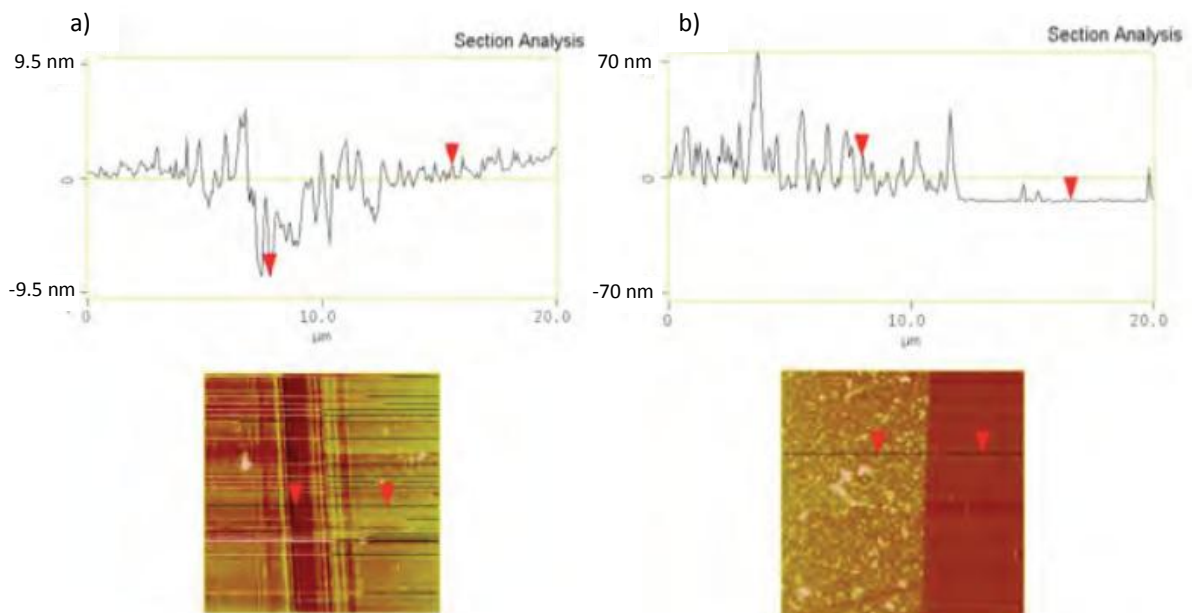 a)
Section Analysis
9.5 nm
0
-9.5 nm
0
10.0
20.0
µm
b)
Section Analysis
70 nm
0
-70 nm
0
10.0
20.0
µm